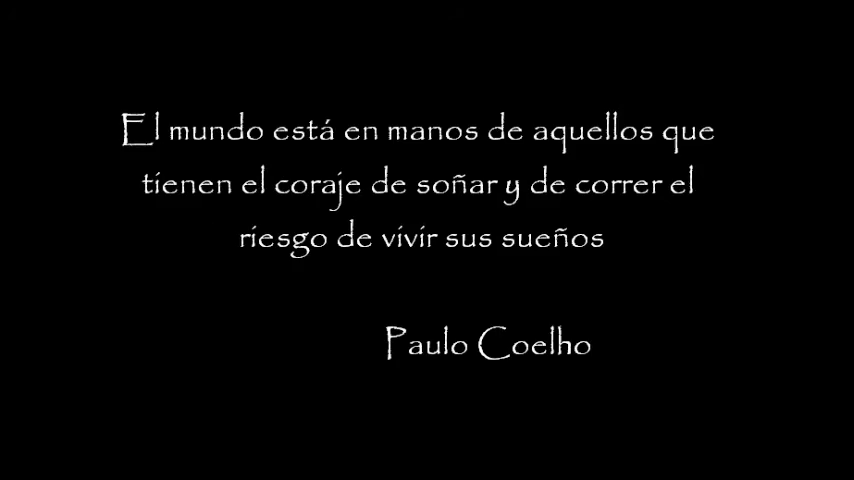 El mundo está en manos de aquellos que
tienen el coraje de soñar y de correr el
riesgo de vivir sus sueños
Paulo Coelho